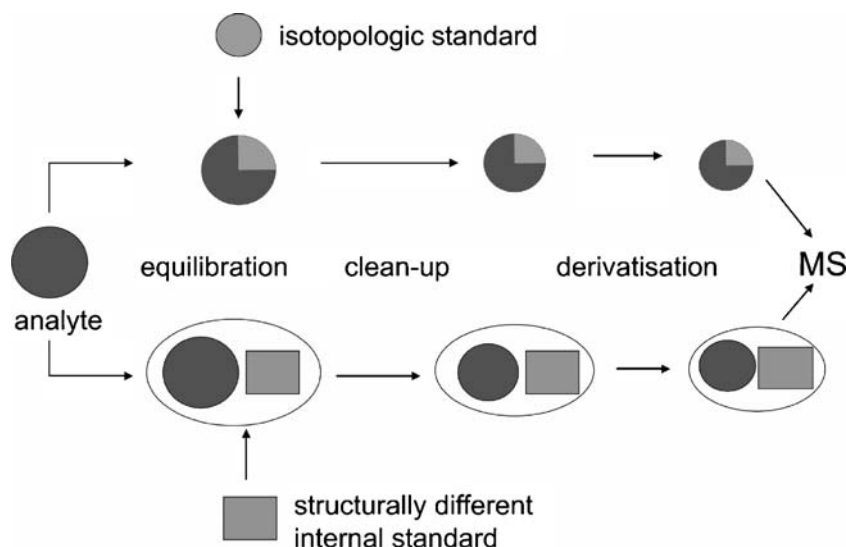 isotopologic standard
equilibration clean-up derivatisation MS
analyte
structurally different
internal standard